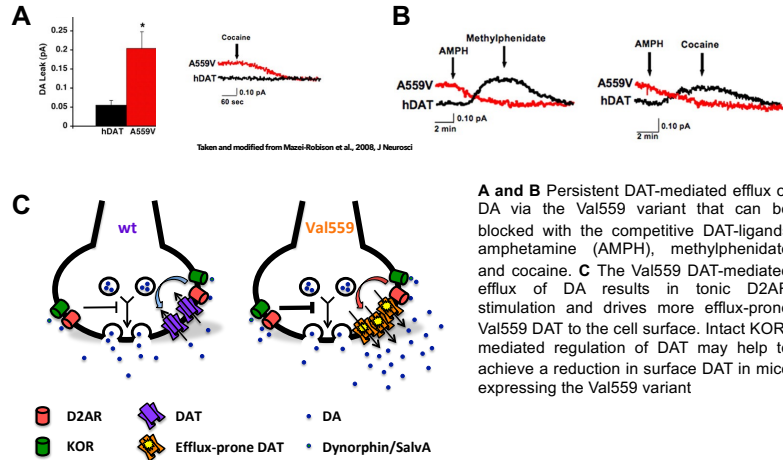 A
DA Leak (pA)
0.25
0.2
0.15
0.1
0.05
0
*
hDAT A559V
Cocaine
A559V
hDAT
0.10 pA
60 sec
Taken and modified from Mazei-Robison et al., 2008, J Neurosci
B
Methylphenidate
AMPH
A559V
hDAT
0.10 pA
2 min
AMPH Cocaine
A559V
hDAT
0.10 pA
2 min
C
wt
Val559
D2AR
DAT
DA
KOR
Efflux-prone DAT
Dynorphin/SalvA
A and B Persistent DAT-mediated efflux o
DA via the Val559 variant that can be
blocked with the competitive DAT-ligand
amphetamine (AMPH), methylphenidate
and cocaine. C The Val559 DAT-mediated
efflux of DA results in tonic D2AR
stimulation and drives more efflux-prone
Val559 DAT to the cell surface. Intact KOR
mediated regulation of DAT may help to
achieve a reduction in surface DAT in mice
expressing the Val559 variant